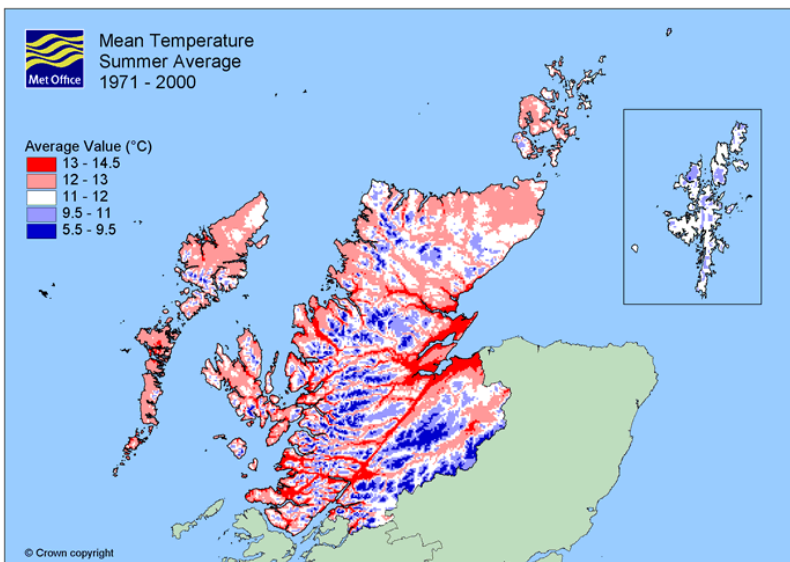 Met Office
Mean Temperature
Summer Average
1971 - 2000
Average Value (°C)
13 - 14.5
12 - 13
11 - 12
9.5 - 11
5.5 - 9.5
© Crown copyright